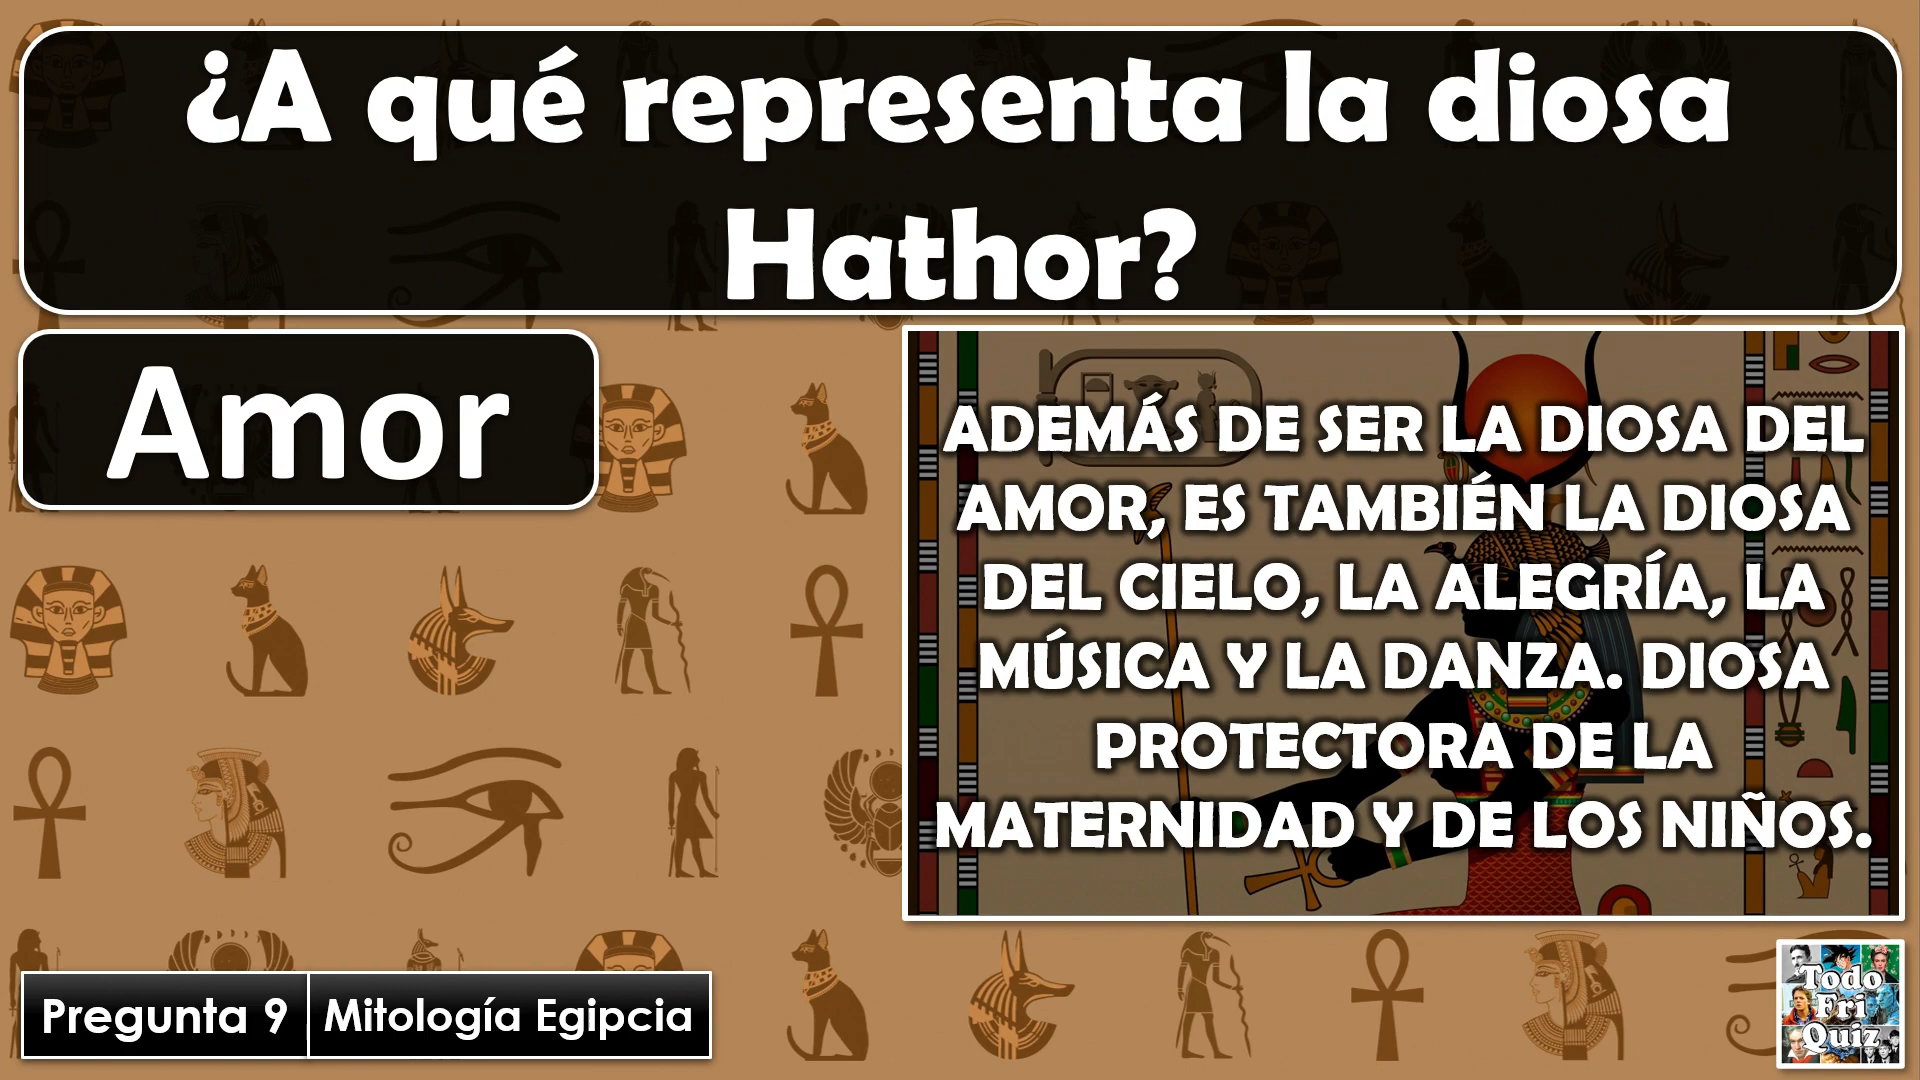 ¿A qué representa la diosa
Hathor?
Amor
ADEMÁS DE SER LA DIOSA DEL
AMOR, ES TAMBIÉN LA DIOSA
DEL CIELO, LA ALEGRÍA, LA
MÚSICA Y LA DANZA. DIOSA
PROTECTORA DE LA
MATERNIDAD Y DE LOS NIÑOS.
Pregunta 9
Mitología Egipcia
Todo
Fri
Quiz